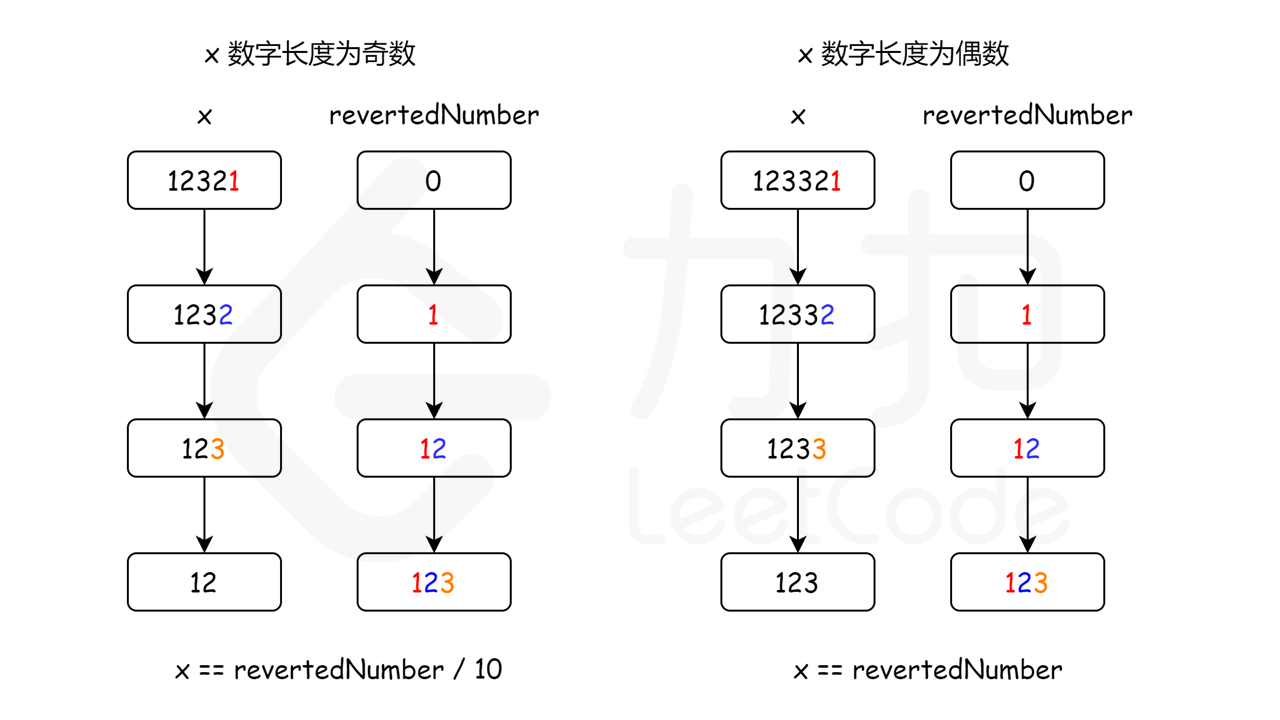 x 数字长度为奇数
x revertedNumber
12321 0
1232 1
123 12
12 123
x == revertedNumber / 10
x 数字长度为偶数
x revertedNumber
123321 0
12332 1
1233 12
123 123
x == revertedNumber
力扣
LeetCode